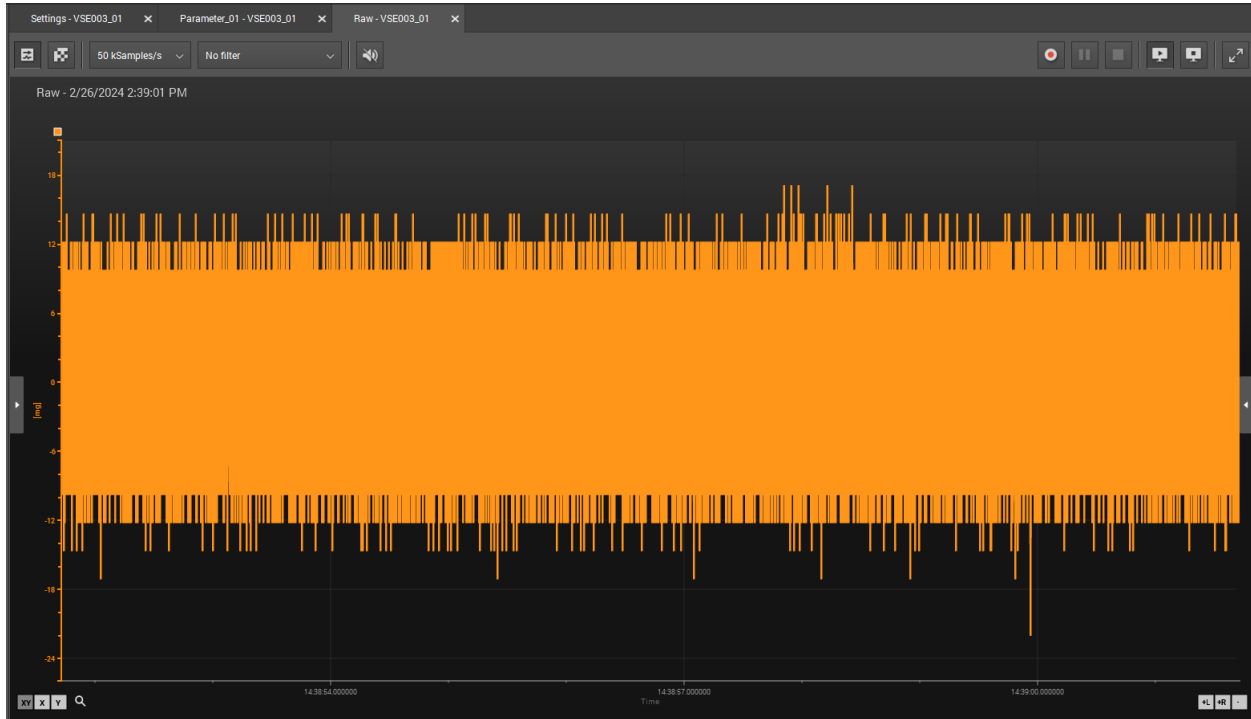 Settings - VSE003_01
Parameter_01 - VSE003_01
Raw - VSE003_01
50 kSamples/s
No filter
Raw - 2/26/2024 2:39:01 PM
18
12
6
0
-6
-12
-18
-24
[mg]
14:38:54.000000
14:38:57.000000
14:39:00.000000
Time
XY X Y
+L +R -